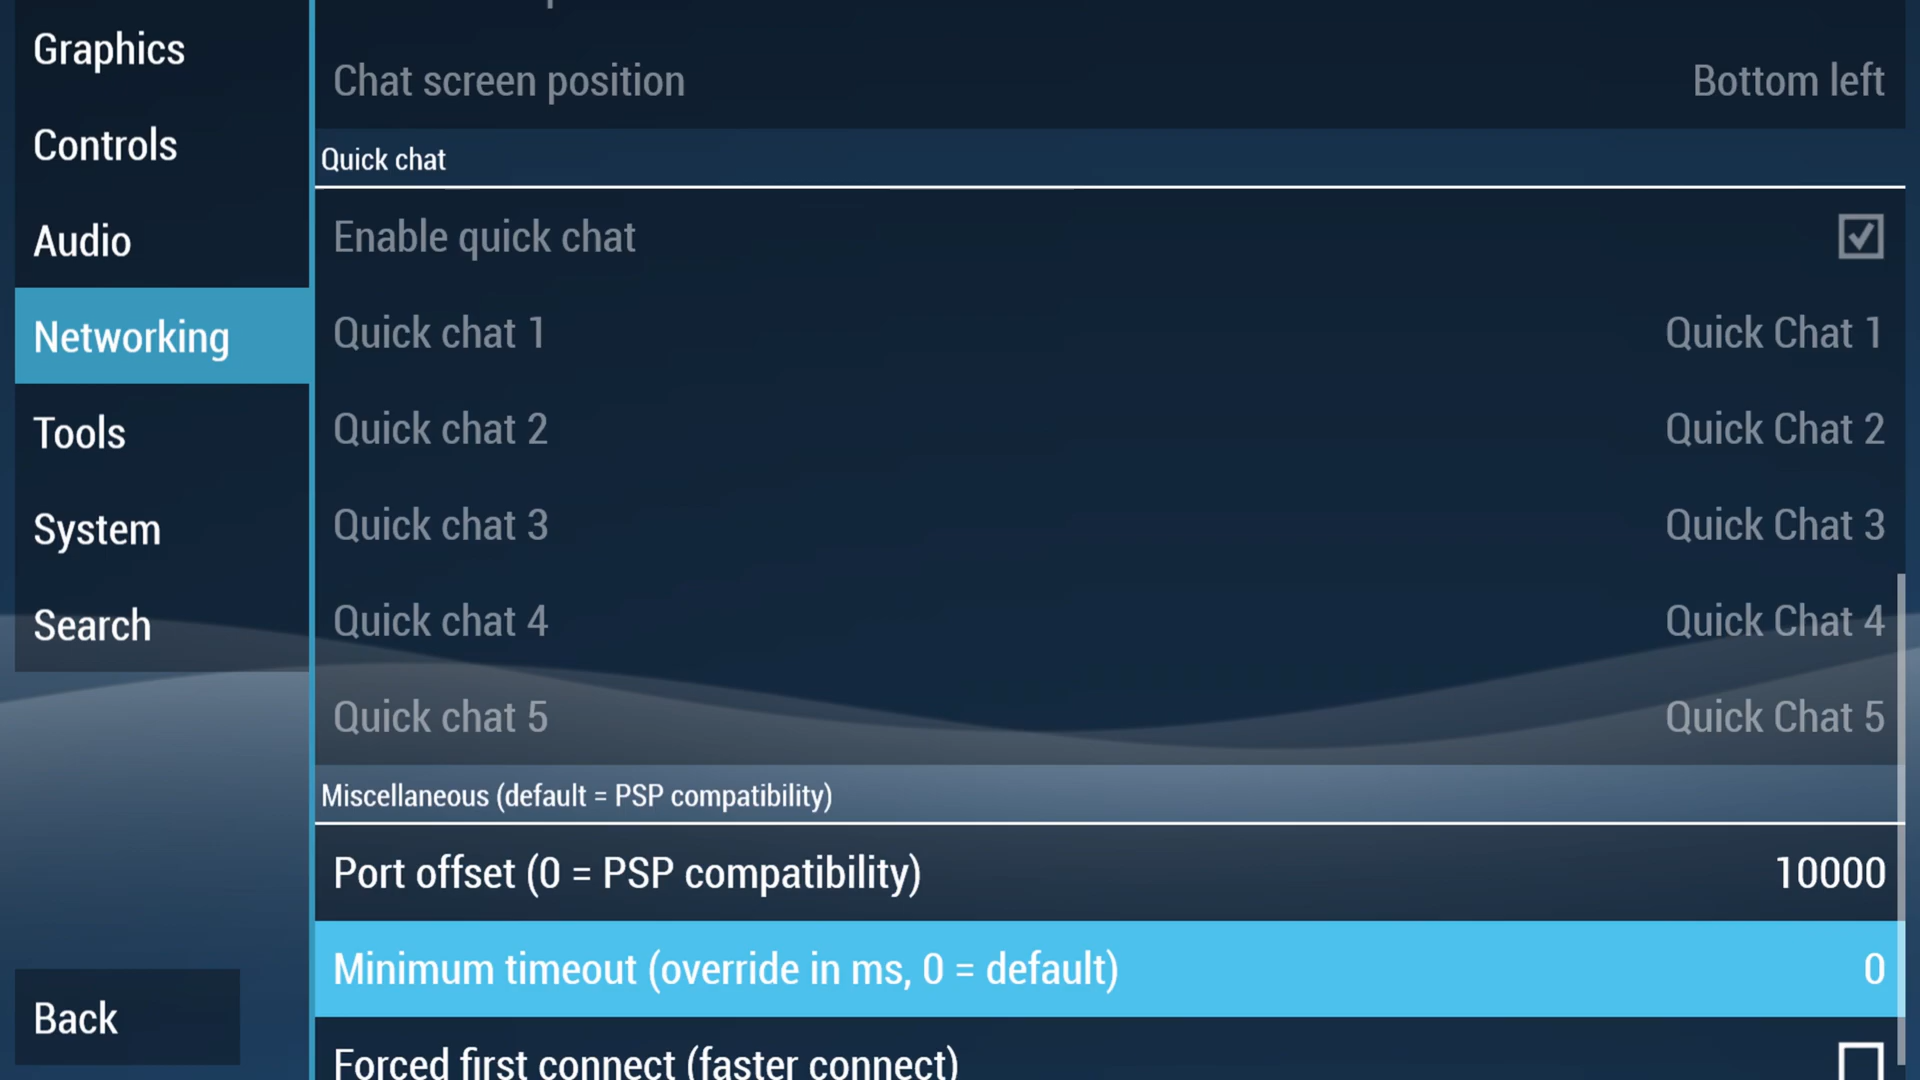 Graphics
Controls
Audio
Networking
Tools
System
Search
Back
Chat screen position Bottom left
Quick chat
Enable quick chat
Quick chat 1 Quick Chat 1
Quick chat 2 Quick Chat 2
Quick chat 3 Quick Chat 3
Quick chat 4 Quick Chat 4
Quick chat 5 Quick Chat 5
Miscellaneous (default = PSP compatibility)
Port offset (0 = PSP compatibility) 10000
Minimum timeout (override in ms, 0 = default) 0
Forced first connect (faster connect)